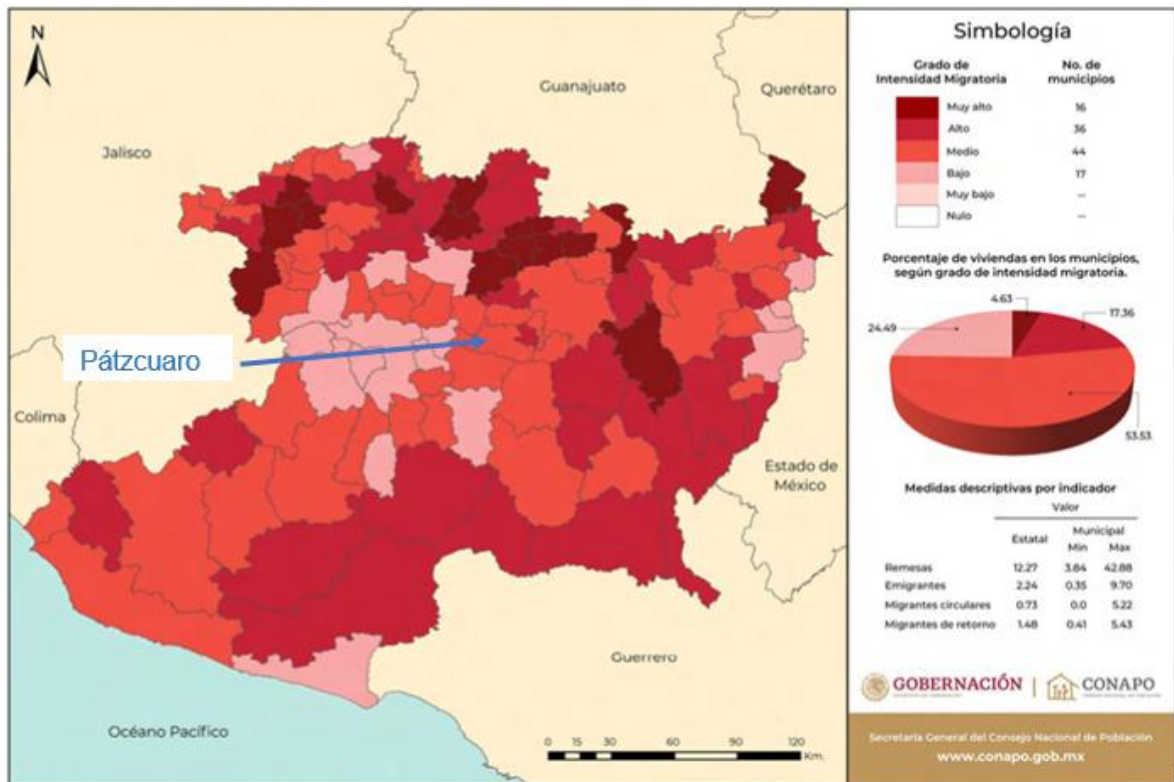 N
Jalisco
Guanajuato
Querétaro
Pátzcuaro
Colima
Estado de
México
Guerrero
Océano Pacífico
0 15 30 60 90 120
Km.
Simbología
Grado de Intensidad Migratoria No. de municipios
Muy alto 16
Alto 36
Medio 44
Bajo 17
Muy bajo --
Nulo --
Porcentaje de viviendas en los municipios,
según grado de intensidad migratoria.
4.63
17.36
24.49
53.53
Medidas descriptivas por indicador
Valor
Estatal Municipal
Min Max
Remesas 12.27 3.84 42.88
Emigrantes 2.24 0.35 9.70
Migrantes circulares 0.73 0.0 5.22
Migrantes de retorno 1.48 0.41 5.43
GOBERNACIÓN | CONAPO
Secretaría General del Consejo Nacional de Población
www.conapo.gob.mx